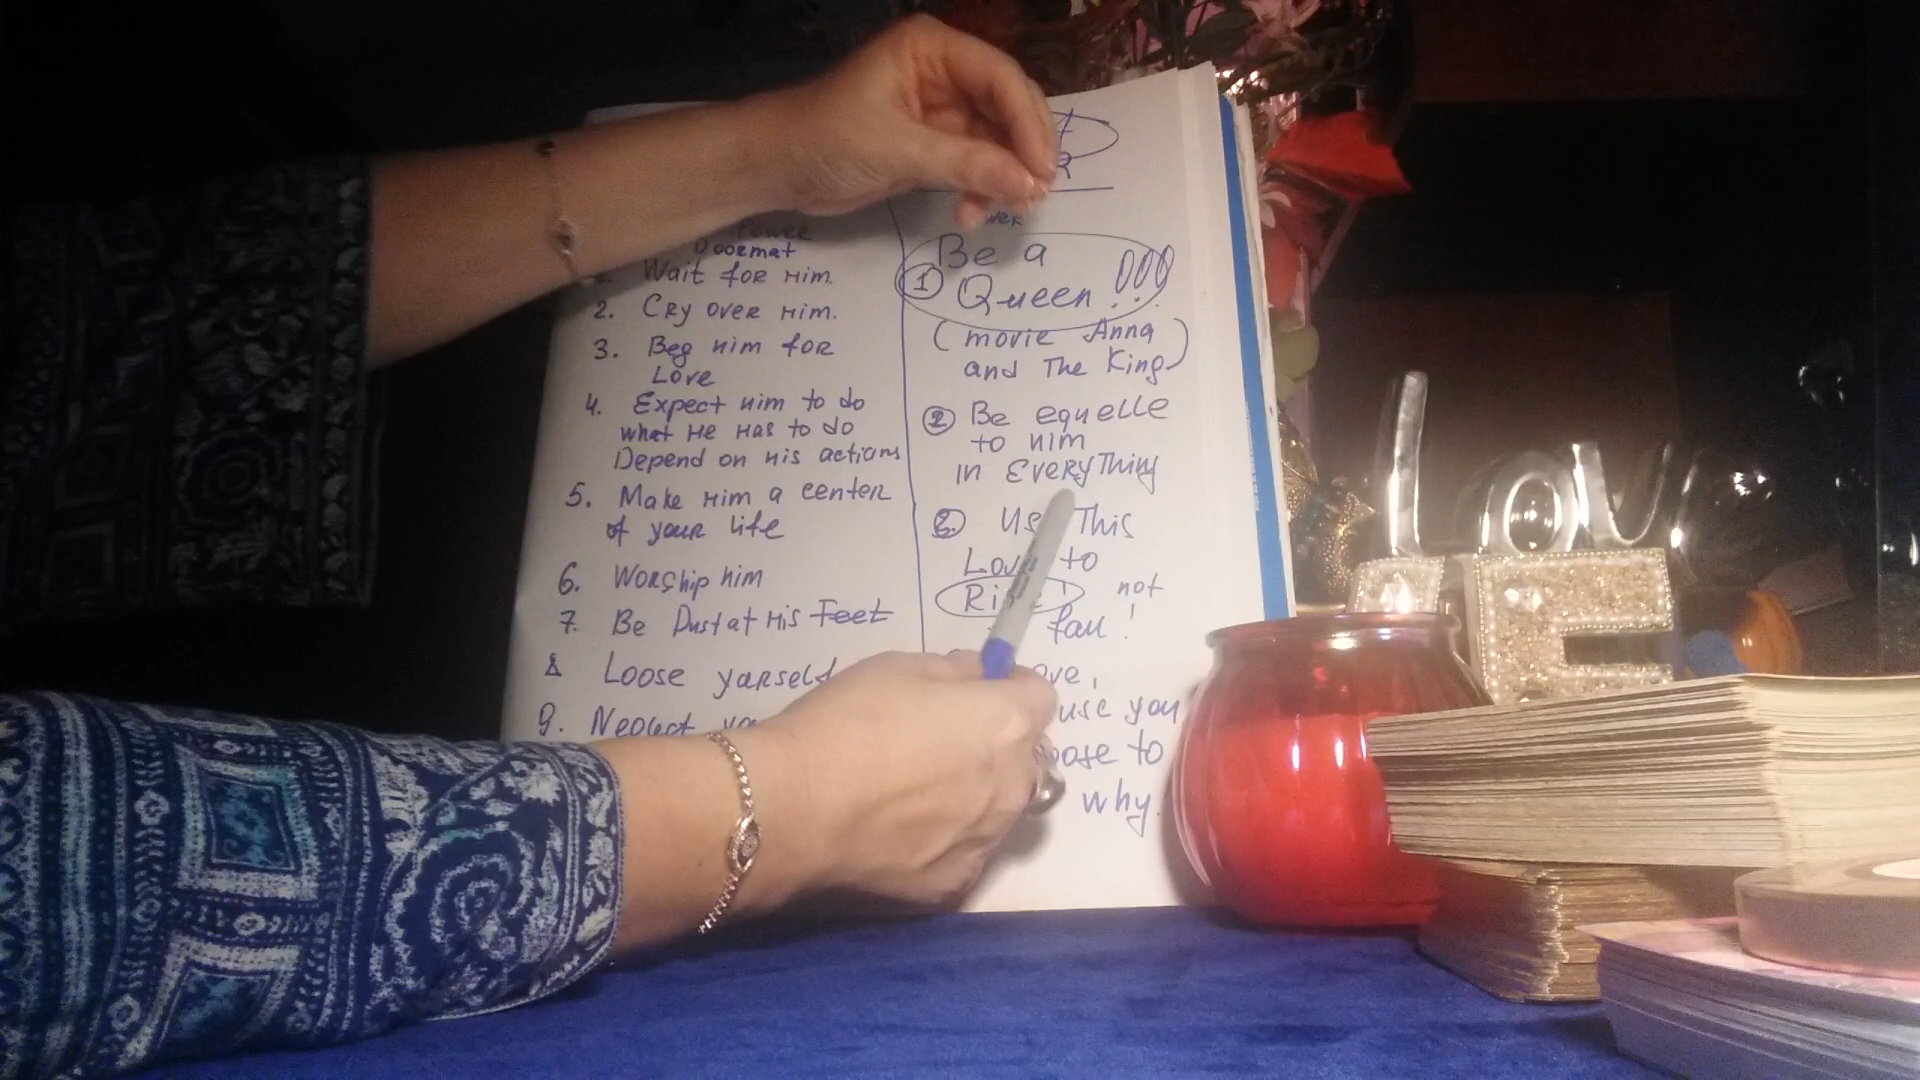 Doormat
Wait for Him.
2. Cry over Him.
3. Beg him for
Love
4. Expect him to do
what He Has to do
Depend on his actions
5. Make Him a center
of your life
6. Worship him
7. Be Dust at His Feet
8 Loose yarself
9. Neglect
Be a
1 Queen!!!
(movie Anna
and The King)
2 Be equelle
to him
in EveryThing
This
to
not
fall!
you
to
why.
LOVE